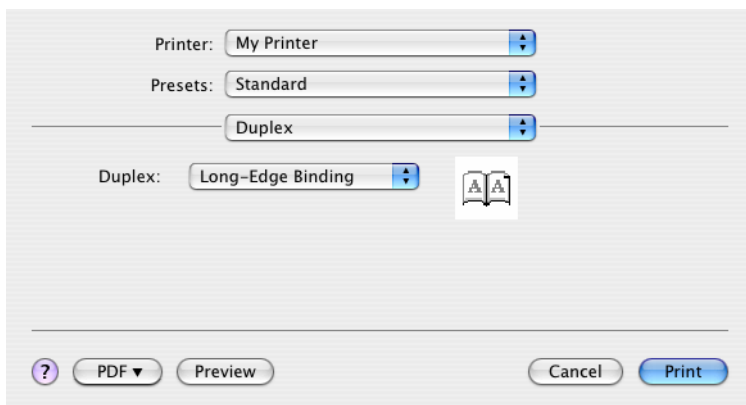 Printer: My Printer
Presets: Standard
Duplex
Duplex: Long-Edge Binding
A A
? PDF ▼ Preview Cancel Print